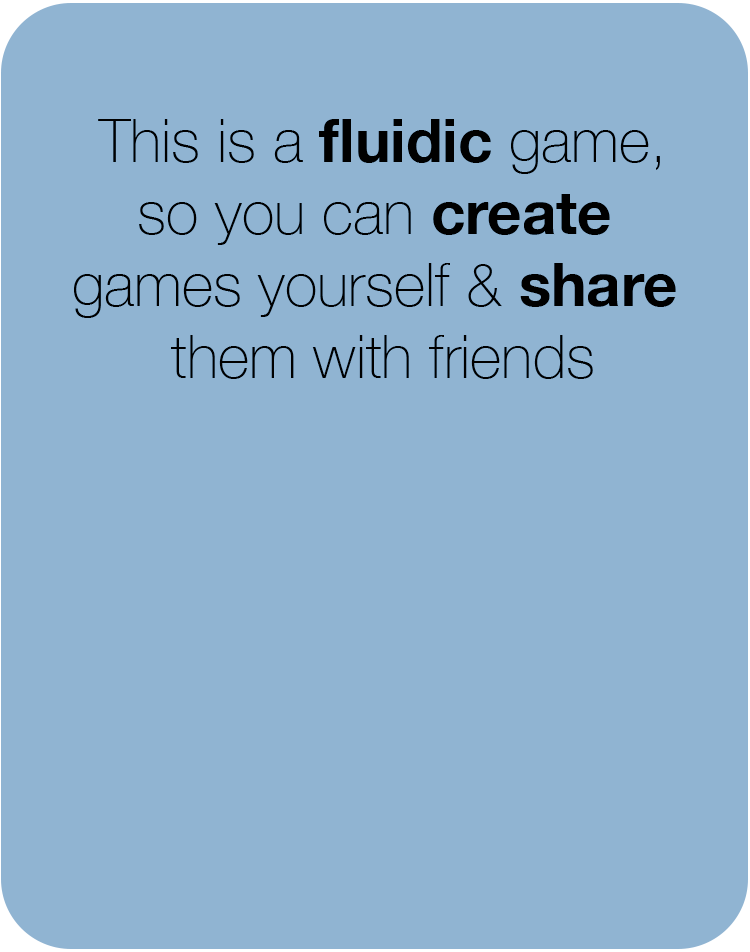 This is a fluidic game,
so you can create
games yourself & share
them with friends